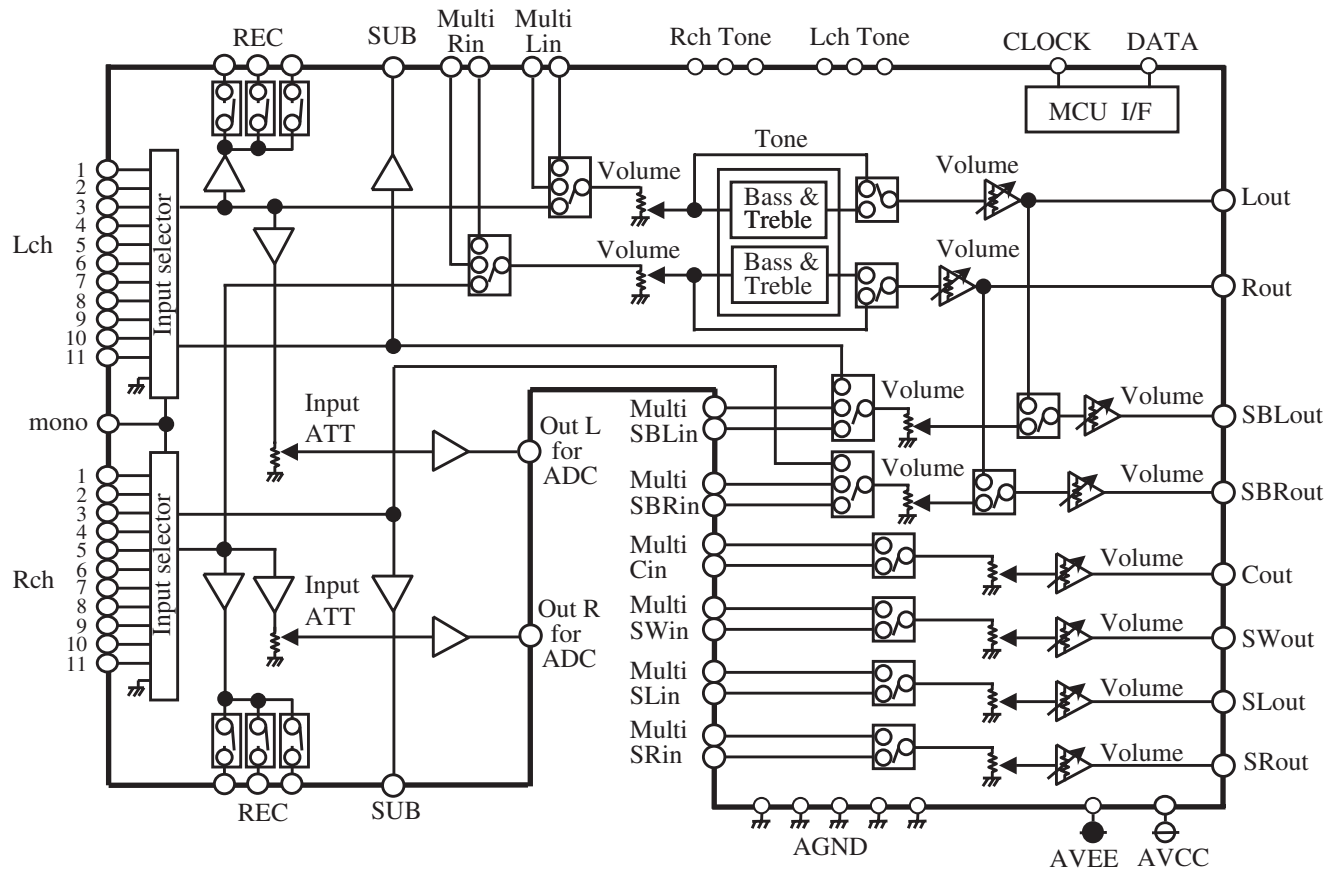 REC
SUB
Multi
Rin
Multi
Lin
Rch Tone
Lch Tone
CLOCK
DATA
MCU I/F
Tone
Volume
Bass &
Treble
Volume
Lout
Volume
Bass &
Treble
Volume
Rout
Lch
1
2
3
4
5
6
7
8
9
10
11
Input selector
mono
Input
ATT
Out L
for
ADC
Multi
SBLin
Volume
Volume
SBLout
Rch
1
2
3
4
5
6
7
8
9
10
11
Input selector
Input
ATT
Out R
for
ADC
Multi
SBRin
Volume
Volume
SBRout
Multi
Cin
Volume
Cout
Multi
SWin
Volume
SWout
Multi
SLin
Volume
SLout
Multi
SRin
Volume
SRout
REC
SUB
AGND
AVEE
AVCC